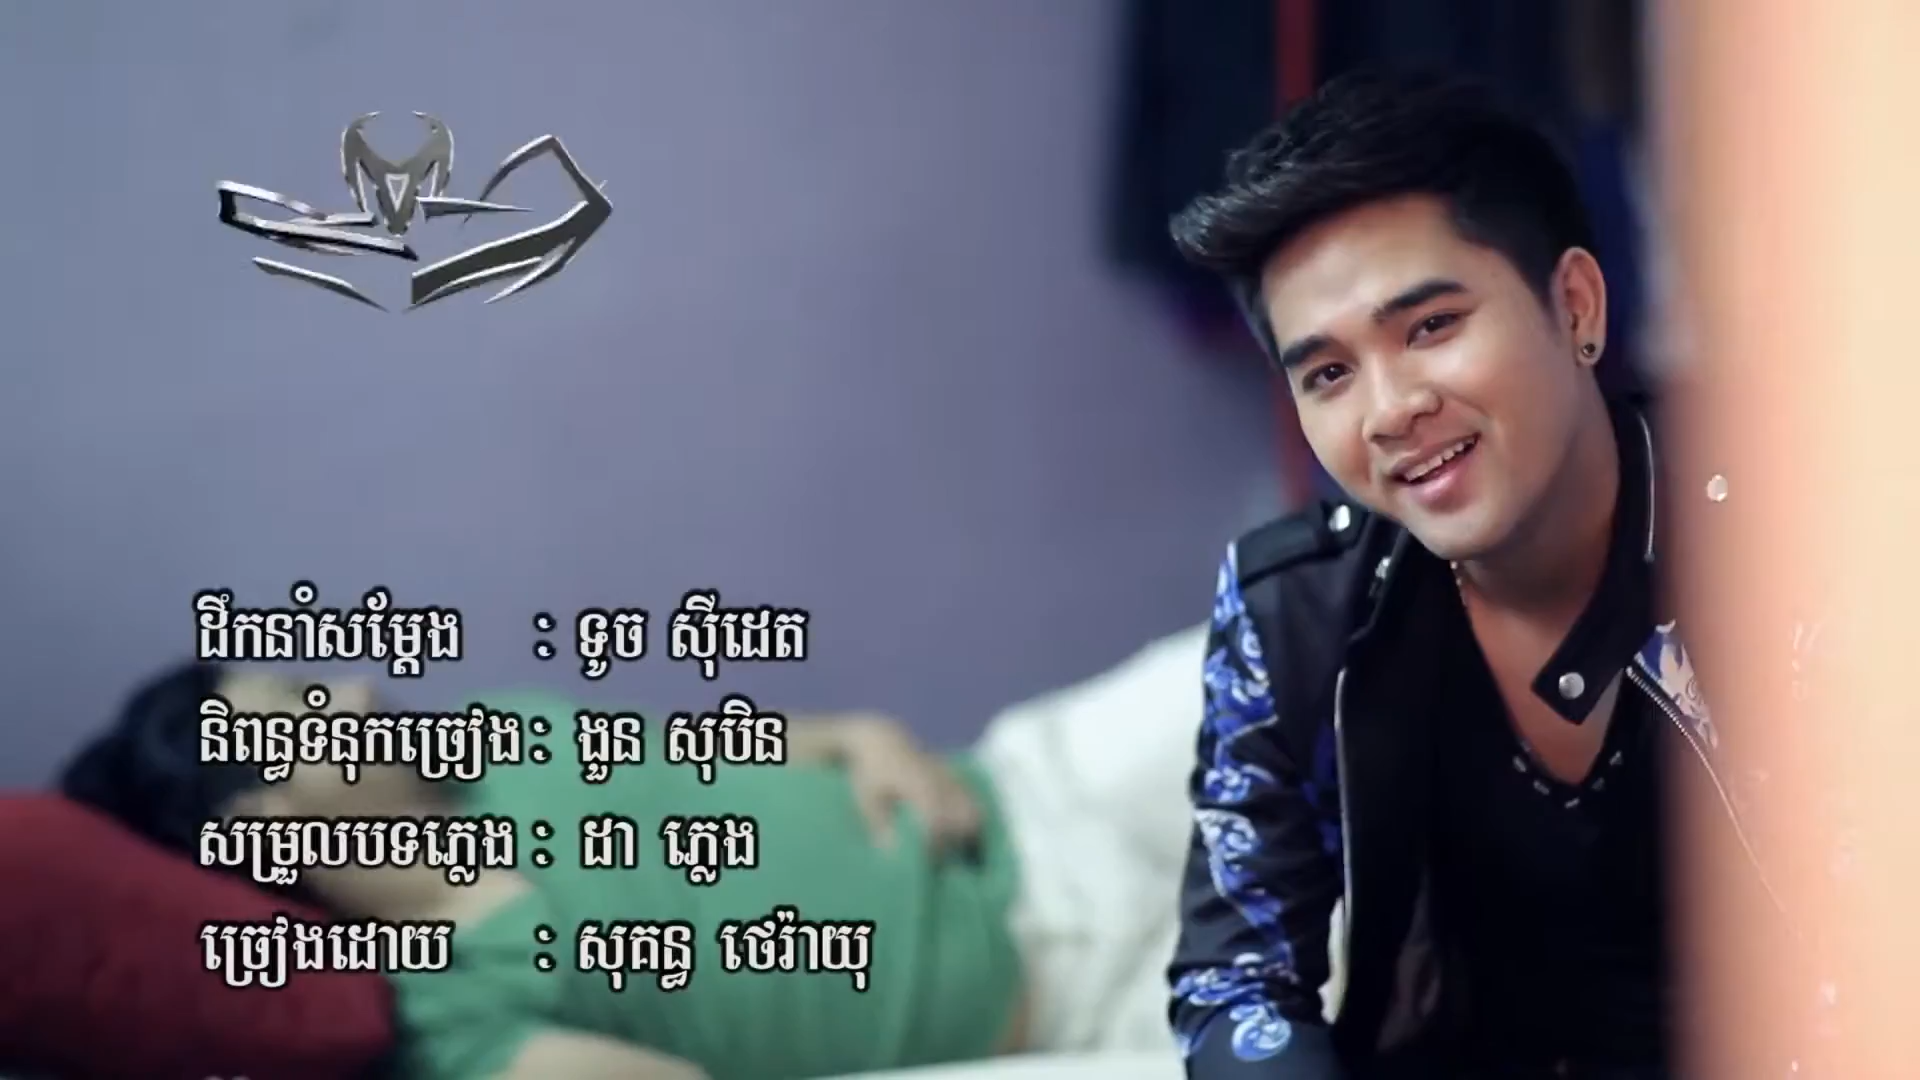 ដឹកនាំសម្ដែង : ទូច ស៊ីដេត
និពន្ធទំនុកច្រៀង : ងួន សុបិន
សម្រួលបទភ្លេង : ដា ភ្លេង
ច្រៀងដោយ : សុគន្ធ ថេរ៉ាយុ